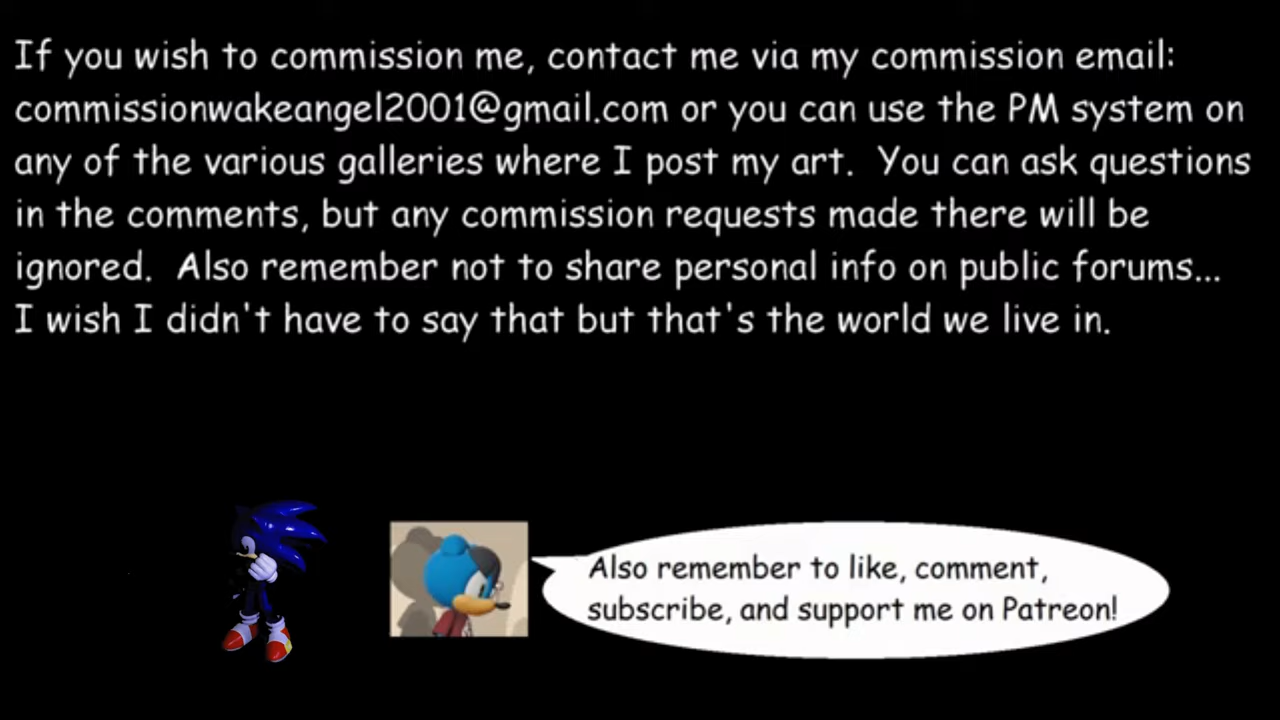 If you wish to commission me, contact me via my commission email:
commissionwakeangel2001@gmail.com or you can use the PM system on
any of the various galleries where I post my art.  You can ask questions
in the comments, but any commission requests made there will be
ignored.  Also remember not to share personal info on public forums...
I wish I didn't have to say that but that's the world we live in.
Also remember to like, comment,
subscribe, and support me on Patreon!